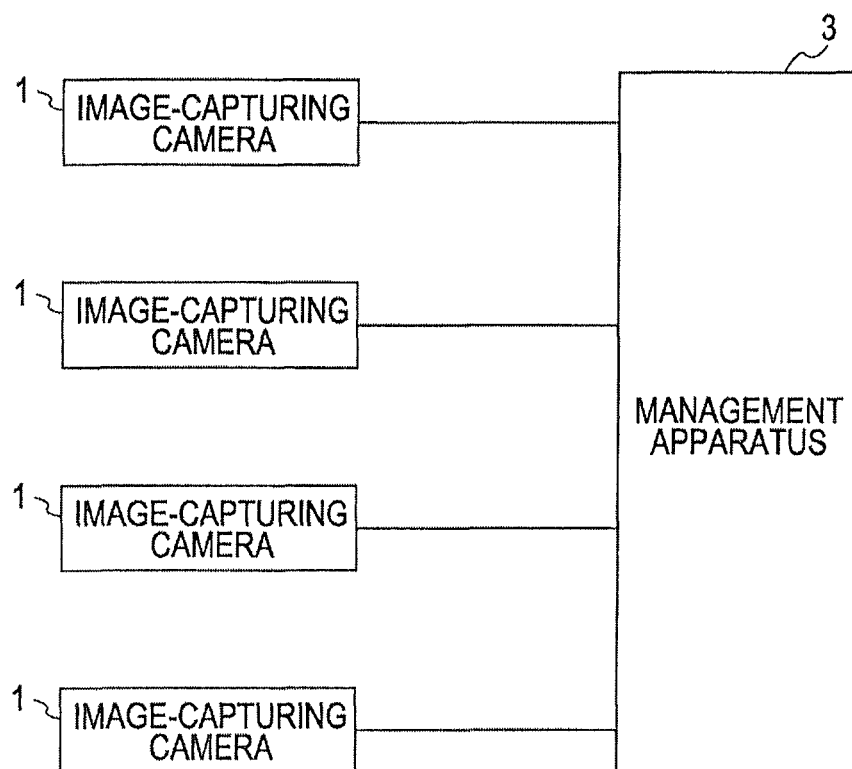 3
1
IMAGE-CAPTURING
CAMERA
1
IMAGE-CAPTURING
CAMERA
MANAGEMENT
APPARATUS
1
IMAGE-CAPTURING
CAMERA
1
IMAGE-CAPTURING
CAMERA